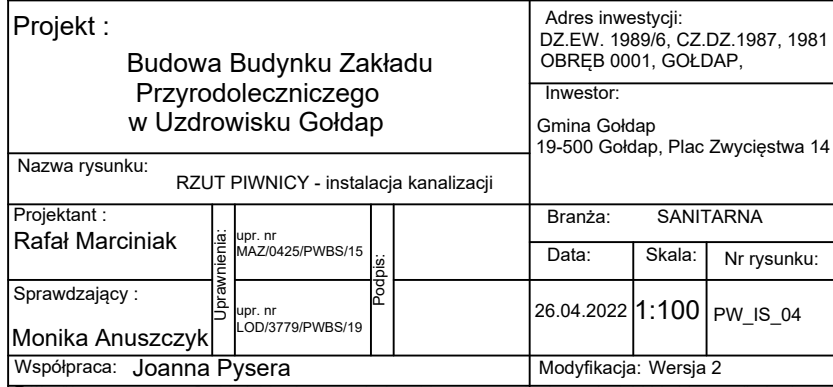 Projekt :
Budowa Budynku Zakładu
Przyrodoleczniczego
w Uzdrowisku Gołdap
Adres inwestycji:
DZ.EW. 1989/6, CZ.DZ.1987, 1981
OBRĘB 0001, GOŁDAP,
Inwestor:
Gmina Gołdap
19-500 Gołdap, Plac Zwycięstwa 14
Nazwa rysunku:
RZUT PIWNICY - instalacja kanalizacji
Projektant :
Rafał Marciniak
Uprawnienia:
upr. nr
MAZ/0425/PWBS/15
Podpis:
Branża: SANITARNA
Data: Skala: Nr rysunku:
Sprawdzający :
Monika Anuszczyk
upr. nr
LOD/3779/PWBS/19
26.04.2022 1:100 PW_IS_04
Współpraca: Joanna Pysera
Modyfikacja: Wersja 2